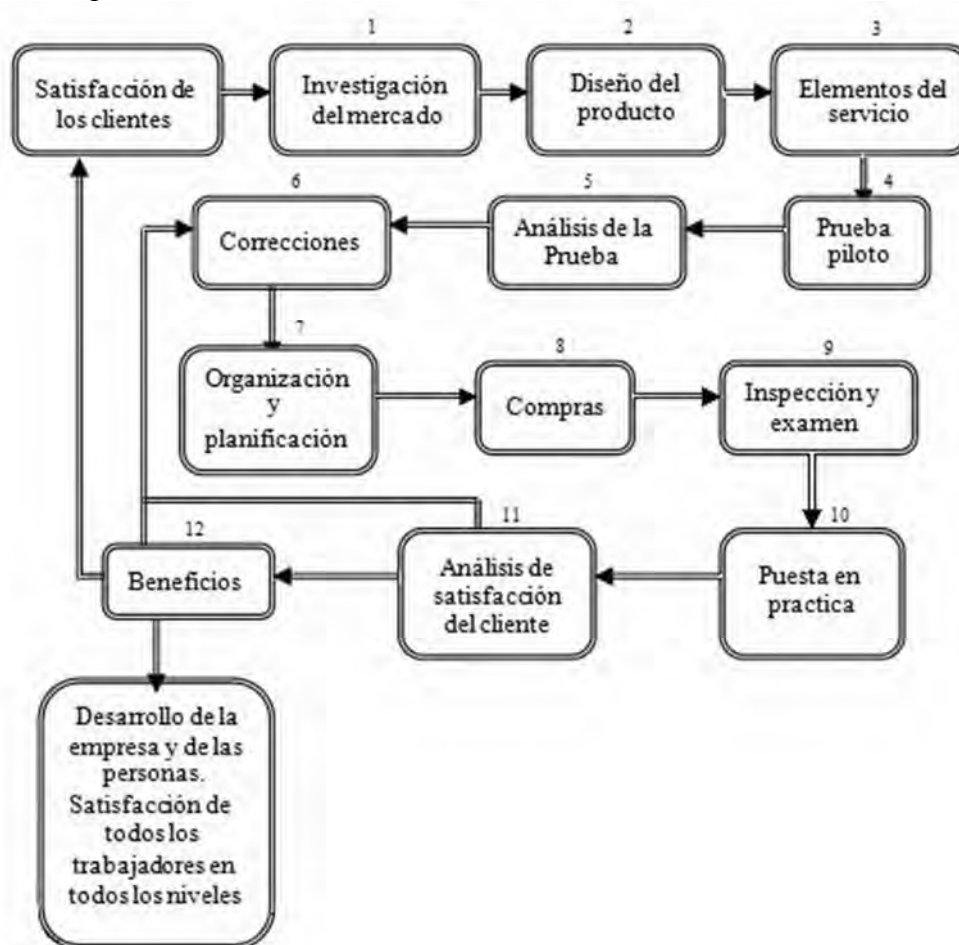 Satisfacción de
los clientes
1
Investigación
del mercado
2
Diseño del
producto
3
Elementos del
servicio
4
Prueba
piloto
5
Análisis de la
Prueba
6
Correcciones
7
Organización
y
planificación
8
Compras
9
Inspección y
examen
10
Puesta en
practica
11
Análisis de
satisfacción
del cliente
12
Beneficios
Desarrollo de la
empresa y de las
personas.
Satisfacción de
todos los
trabajadores en
todos los niveles